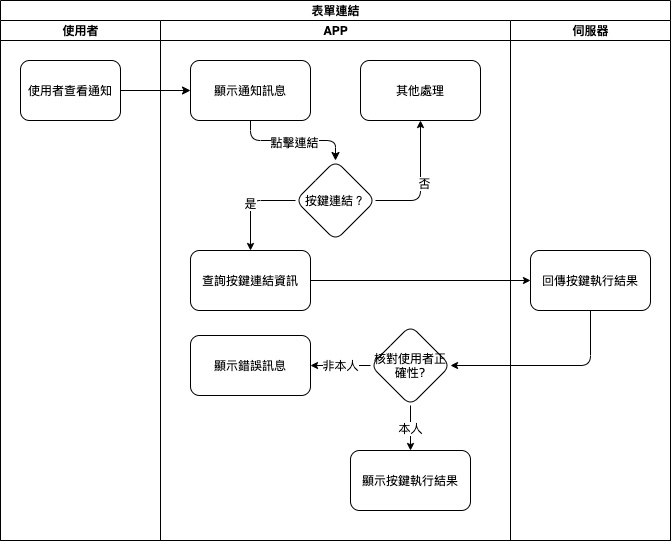 表單連結
使用者
APP
伺服器
使用者查看通知
顯示通知訊息
其他處理
點擊連結
按鍵連結？
否
是
查詢按鍵連結資訊
回傳按鍵執行結果
顯示錯誤訊息
非本人
核對使用者正
確性?
本人
顯示按鍵執行結果